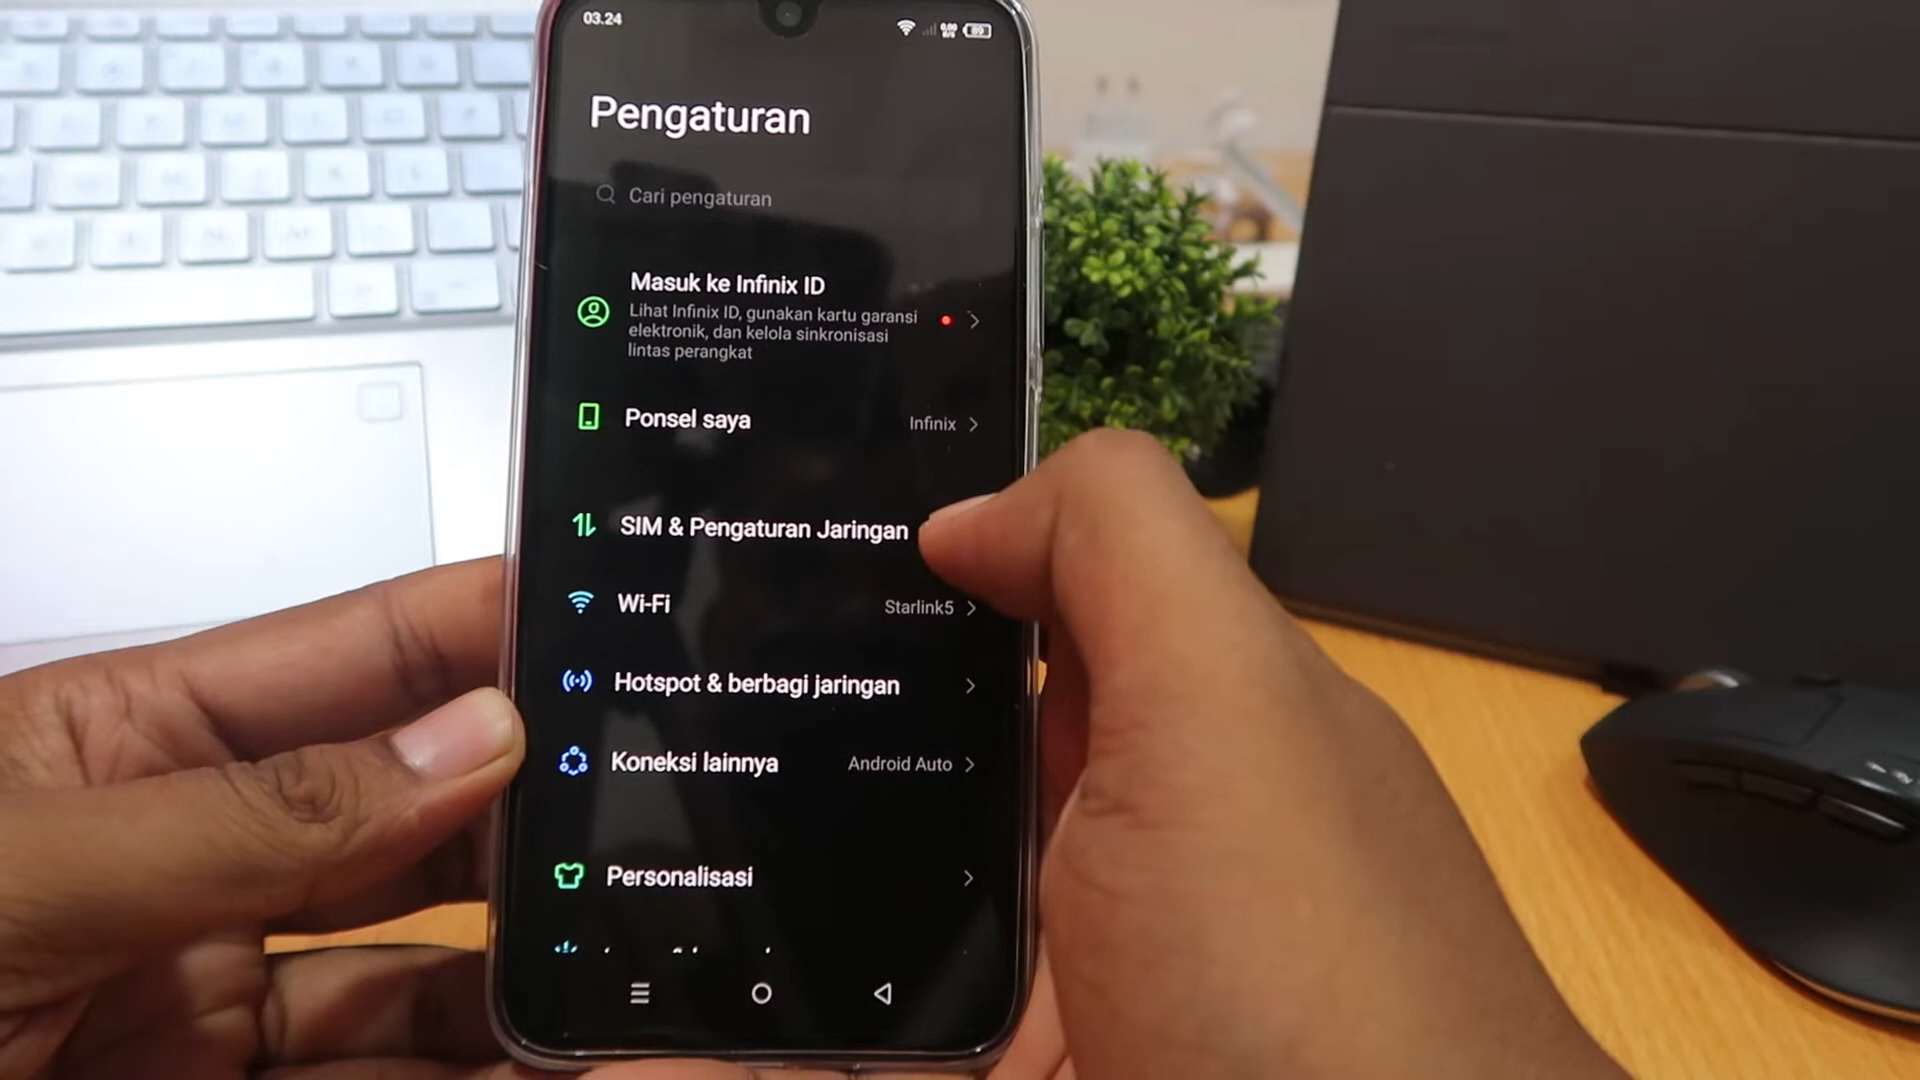 03.24
89
Pengaturan
Cari pengaturan
Masuk ke Infinix ID
Lihat Infinix ID, gunakan kartu garansi
elektronik, dan kelola sinkronisasi
lintas perangkat
Ponsel saya
Infinix
SIM & Pengaturan Jaringan
Wi-Fi
Starlink5
Hotspot & berbagi jaringan
Koneksi lainnya
Android Auto
Personalisasi